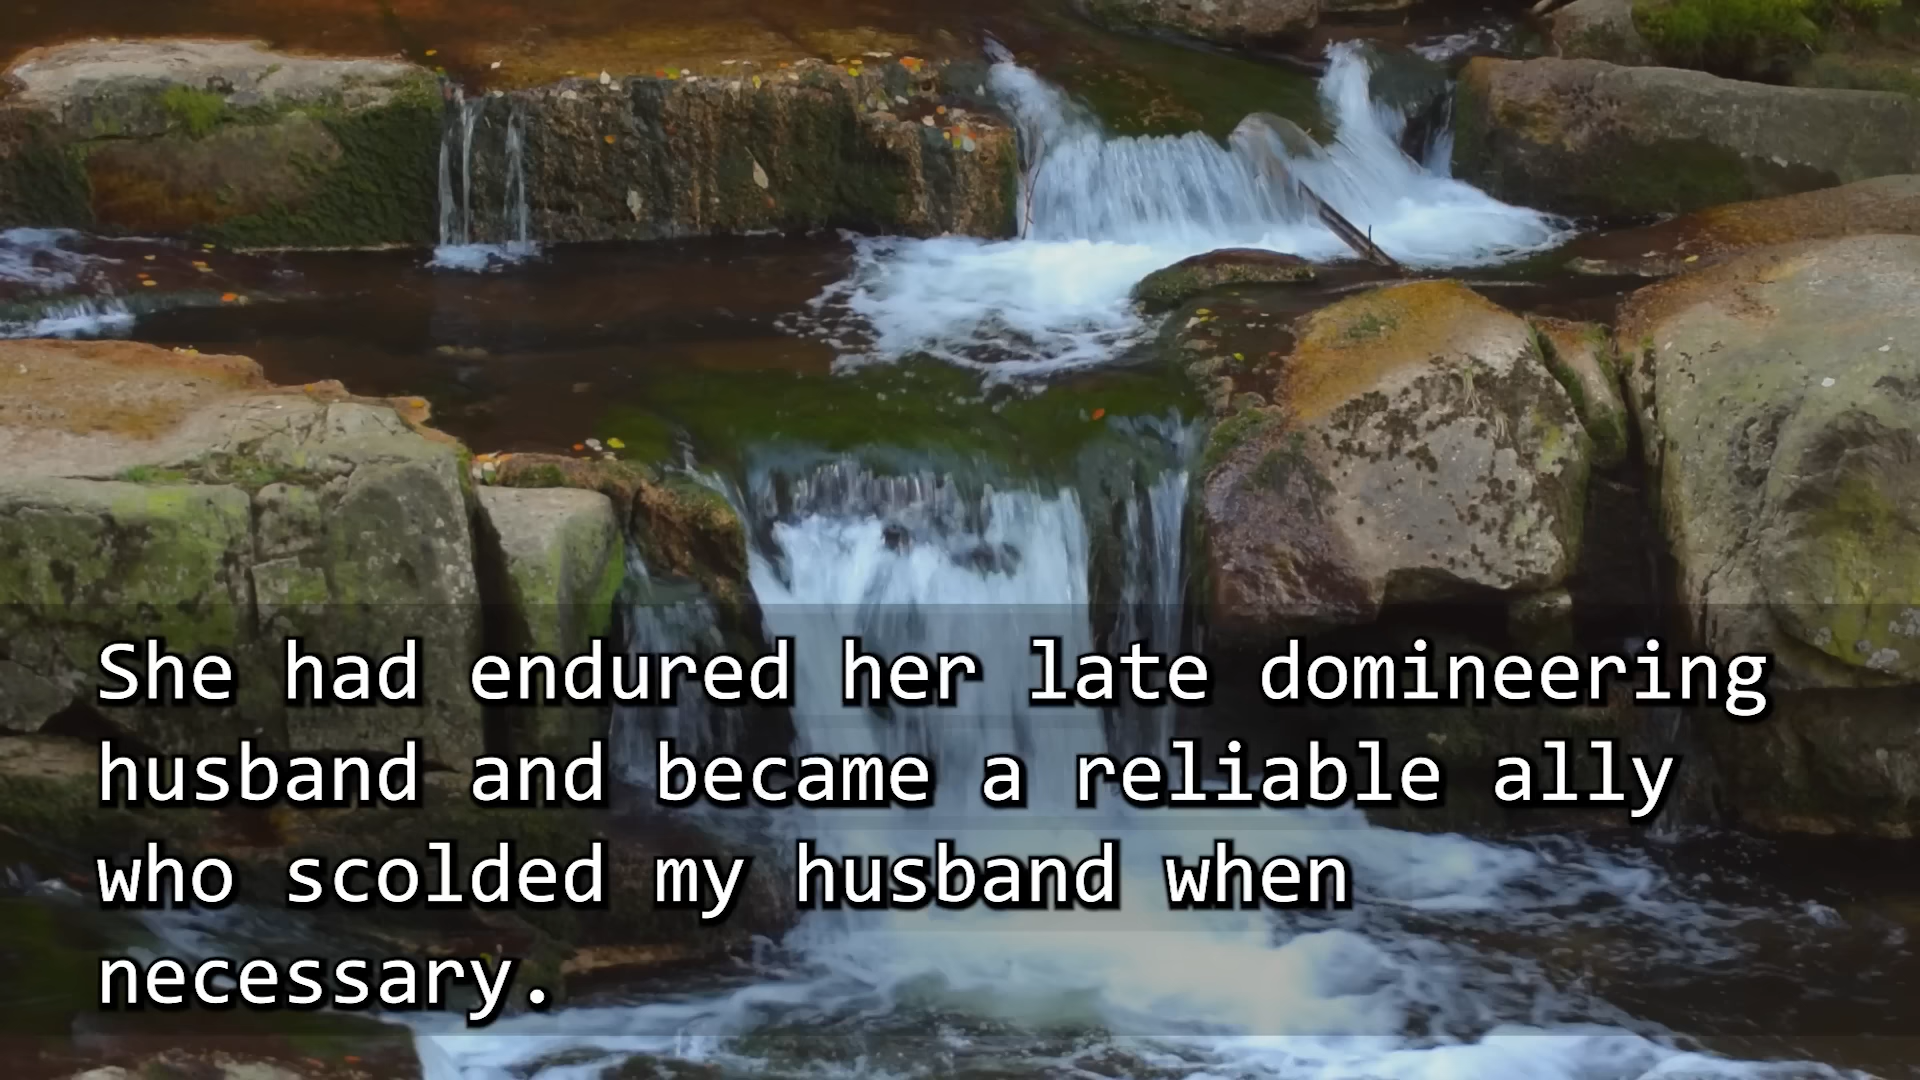 She had endured her late domineering
husband and became a reliable ally
who scolded my husband when
necessary.